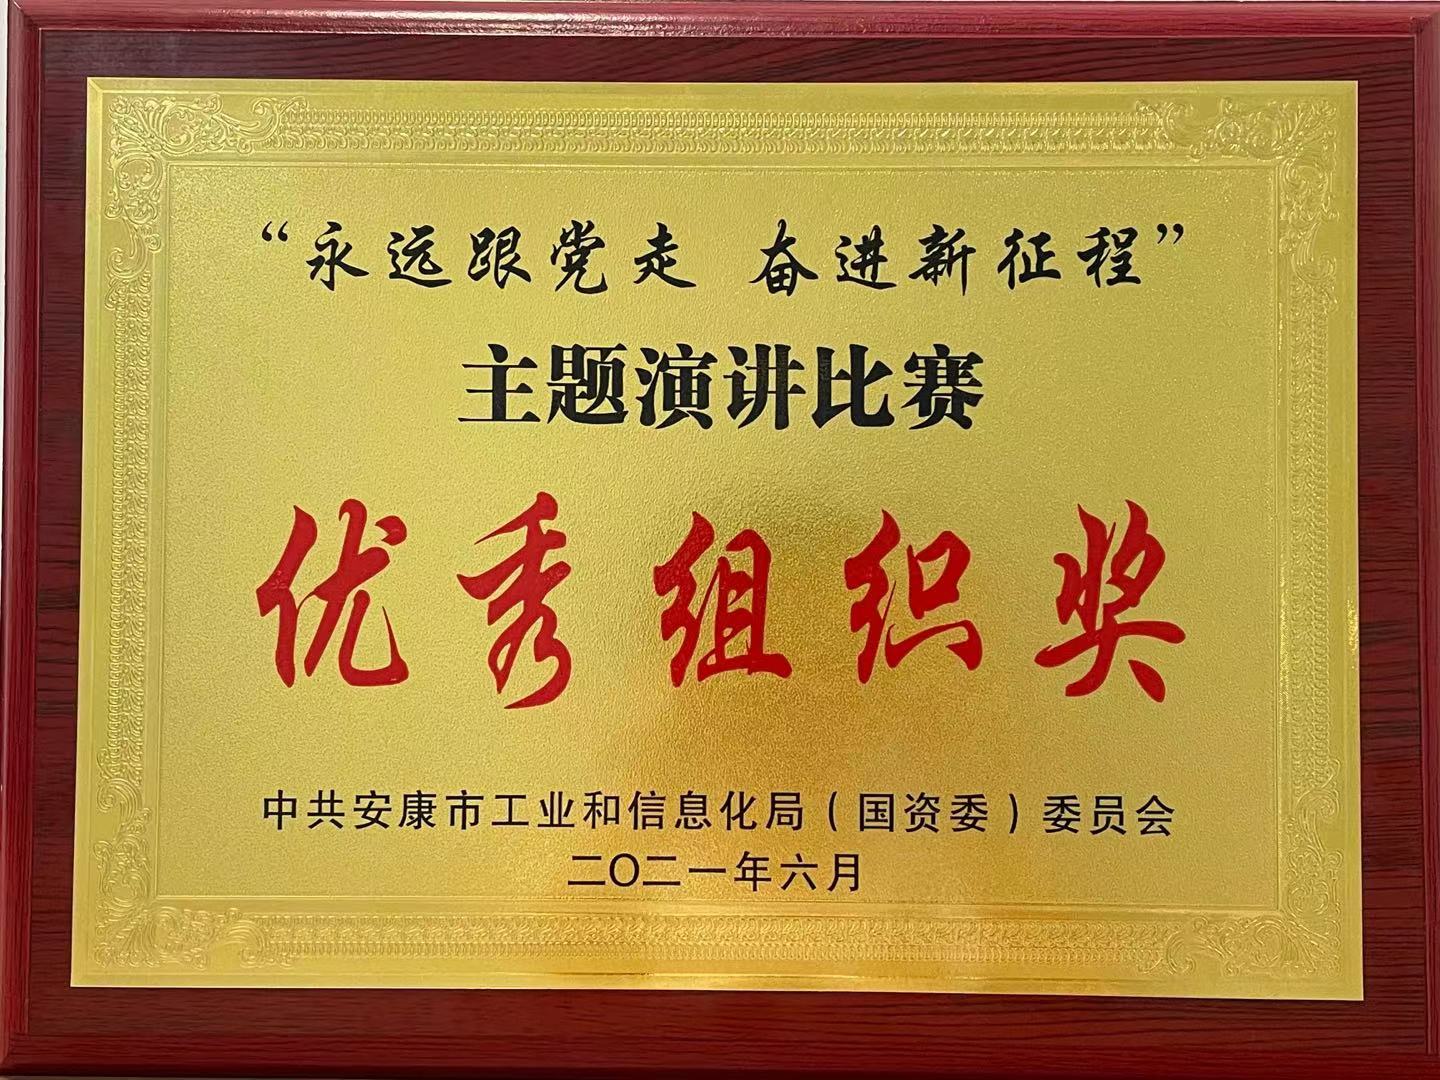 “永远跟党走 奋进新征程”
主题演讲比赛
优秀组织奖
中共安康市工业和信息化局（国资委）委员会
二〇二一年六月